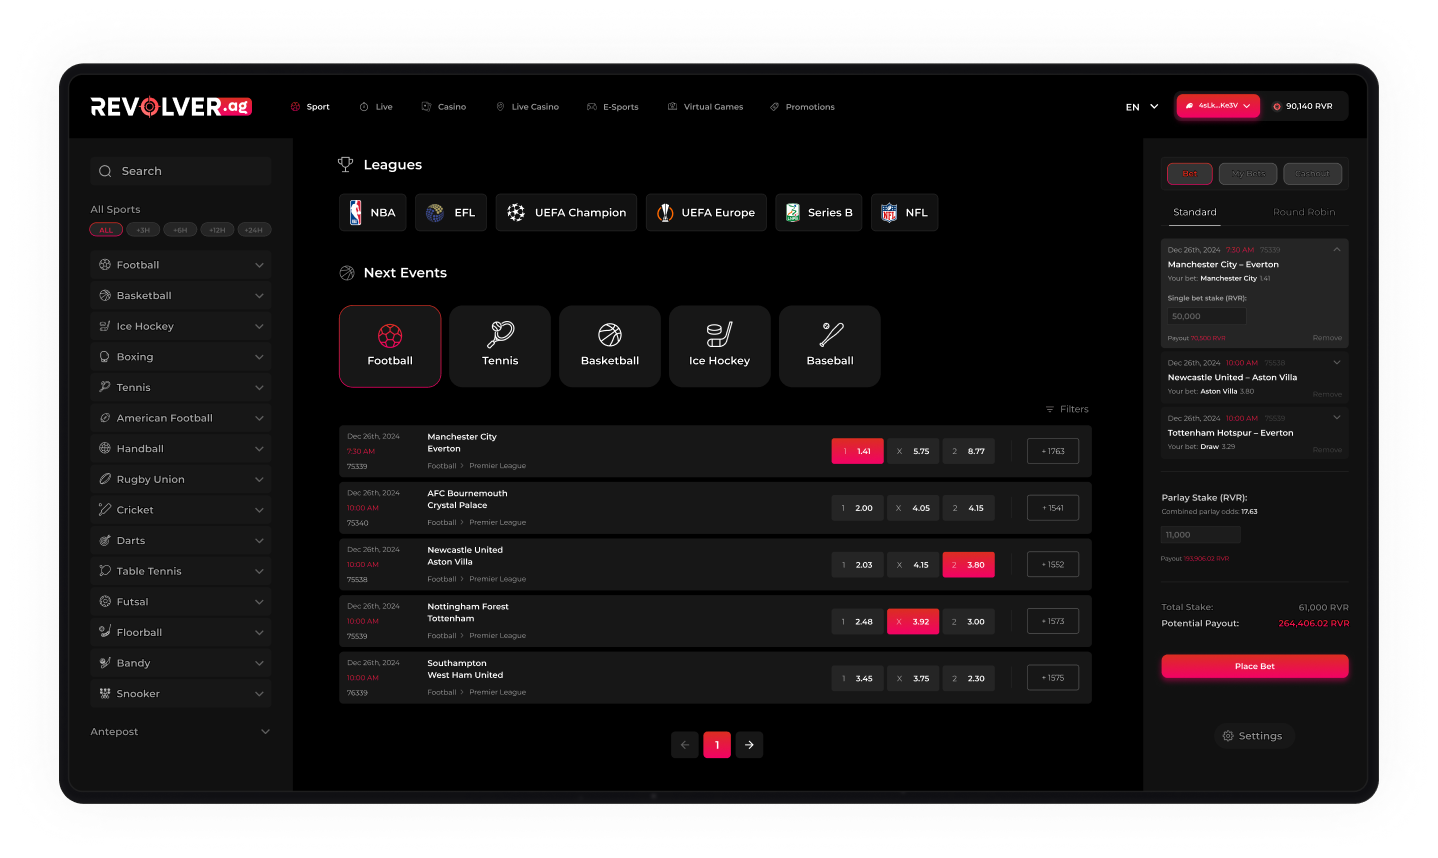 REVOLVER.ag
Sport
Live
Casino
Live Casino
E-Sports
Virtual Games
Promotions
EN
4sLk...Ke3V
90,140 RVR
Search
All Sports
ALL
+3H
+6H
+12H
+24H
Football
Basketball
Ice Hockey
Boxing
Tennis
American Football
Handball
Rugby Union
Cricket
Darts
Table Tennis
Futsal
Floorball
Bandy
Snooker
Antepost
Leagues
NBA
EFL
UEFA Champion
UEFA Europe
Series B
NFL
Next Events
Football
Tennis
Basketball
Ice Hockey
Baseball
Filters
Dec 26th, 2024
7:30 AM
75339
Manchester City
Everton
Football > Premier League
1 1.41
X 5.75
2 8.77
+1763
Dec 26th, 2024
10:00 AM
75340
AFC Bournemouth
Crystal Palace
Football > Premier League
1 2.00
X 4.05
2 4.15
+1541
Dec 26th, 2024
10:00 AM
75538
Newcastle United
Aston Villa
Football > Premier League
1 2.03
X 4.15
2 3.80
+1552
Dec 26th, 2024
10:00 AM
75539
Nottingham Forest
Tottenham
Football > Premier League
1 2.48
X 3.92
2 3.00
+1573
Dec 26th, 2024
10:00 AM
76339
Southampton
West Ham United
Football > Premier League
1 3.45
X 3.75
2 2.30
+1575
1
Bet
My Bets
Cashout
Standard
Round Robin
Dec 26th, 2024 7:30 AM 75339
Manchester City – Everton
Your bet: Manchester City 1.41
Single bet stake (RVR):
50,000
Payout 70,500 RVR
Remove
Dec 26th, 2024 10:00 AM 75538
Newcastle United – Aston Villa
Your bet: Aston Villa 3.80
Remove
Dec 26th, 2024 10:00 AM 75539
Tottenham Hotspur – Everton
Your bet: Draw 3.29
Remove
Parlay Stake (RVR):
Combined parlay odds: 17.63
11,000
Payout 193,906.02 RVR
Total Stake: 61,000 RVR
Potential Payout: 264,406.02 RVR
Place Bet
Settings